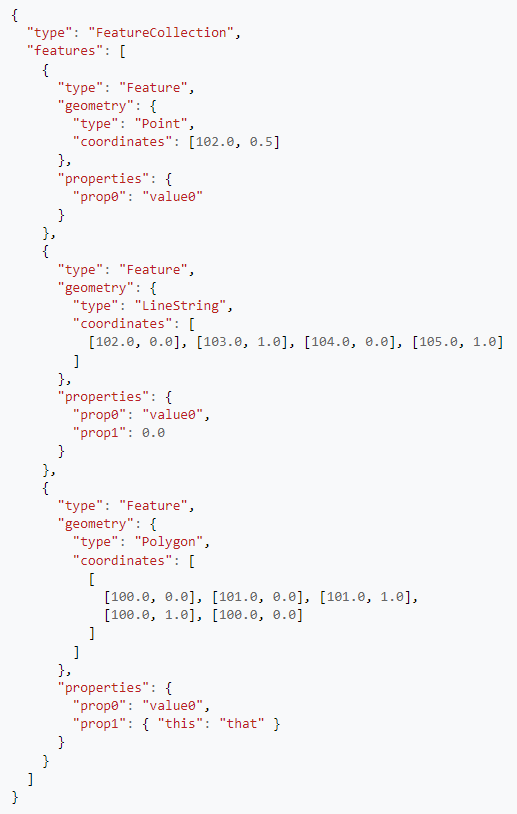 {
  "type": "FeatureCollection",
  "features": [
    {
      "type": "Feature",
      "geometry": {
        "type": "Point",
        "coordinates": [102.0, 0.5]
      },
      "properties": {
        "prop0": "value0"
      }
    },
    {
      "type": "Feature",
      "geometry": {
        "type": "LineString",
        "coordinates": [
          [102.0, 0.0], [103.0, 1.0], [104.0, 0.0], [105.0, 1.0]
        ]
      },
      "properties": {
        "prop0": "value0",
        "prop1": 0.0
      }
    },
    {
      "type": "Feature",
      "geometry": {
        "type": "Polygon",
        "coordinates": [
          [
            [100.0, 0.0], [101.0, 0.0], [101.0, 1.0],
            [100.0, 1.0], [100.0, 0.0]
          ]
        ]
      },
      "properties": {
        "prop0": "value0",
        "prop1": { "this": "that" }
      }
    }
  ]
}